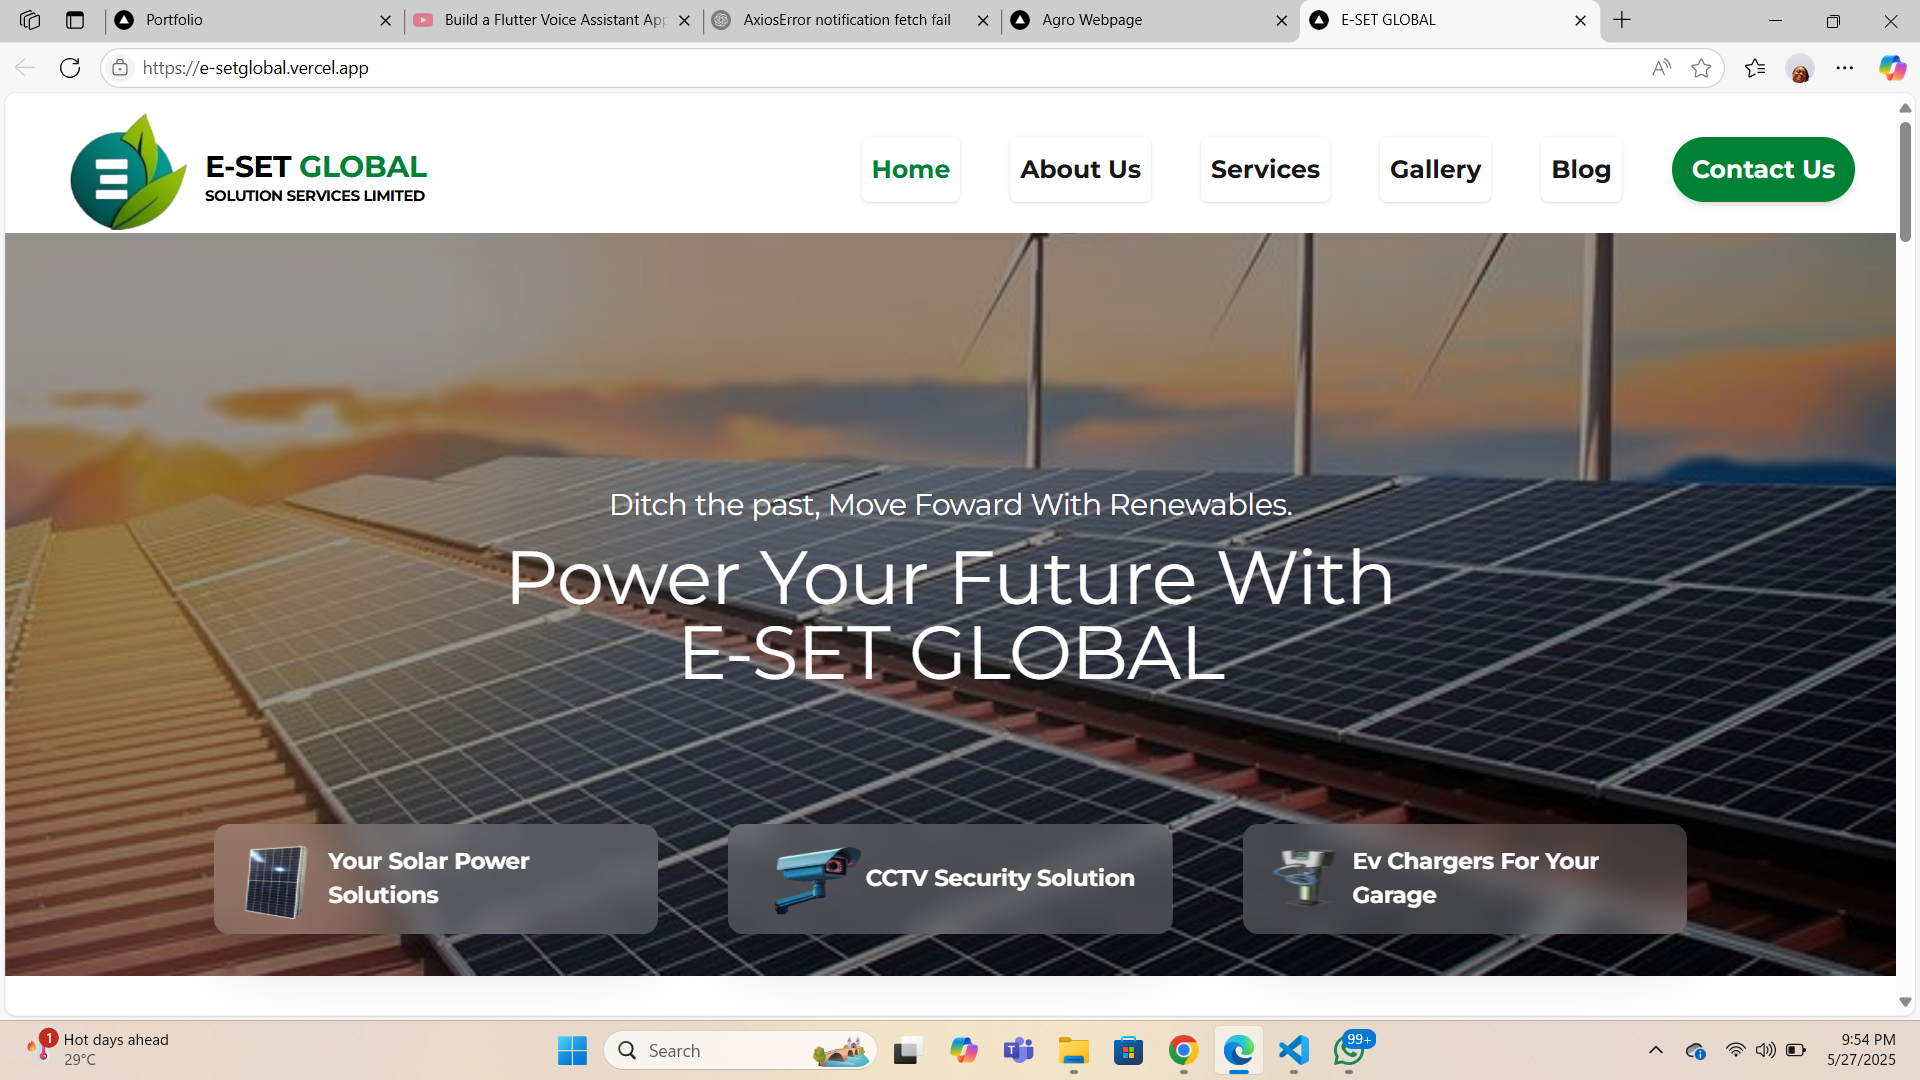 Portfolio
Build a Flutter Voice Assistant App
AxiosError notification fetch fail
Agro Webpage
E-SET GLOBAL
https://e-setglobal.vercel.app
E-SET GLOBAL
SOLUTION SERVICES LIMITED
Home
About Us
Services
Gallery
Blog
Contact Us
Ditch the past, Move Foward With Renewables.
Power Your Future With
E-SET GLOBAL
Your Solar Power
Solutions
CCTV Security Solution
Ev Chargers For Your
Garage
1
Hot days ahead
29°C
Search
99+
9:54 PM
5/27/2025